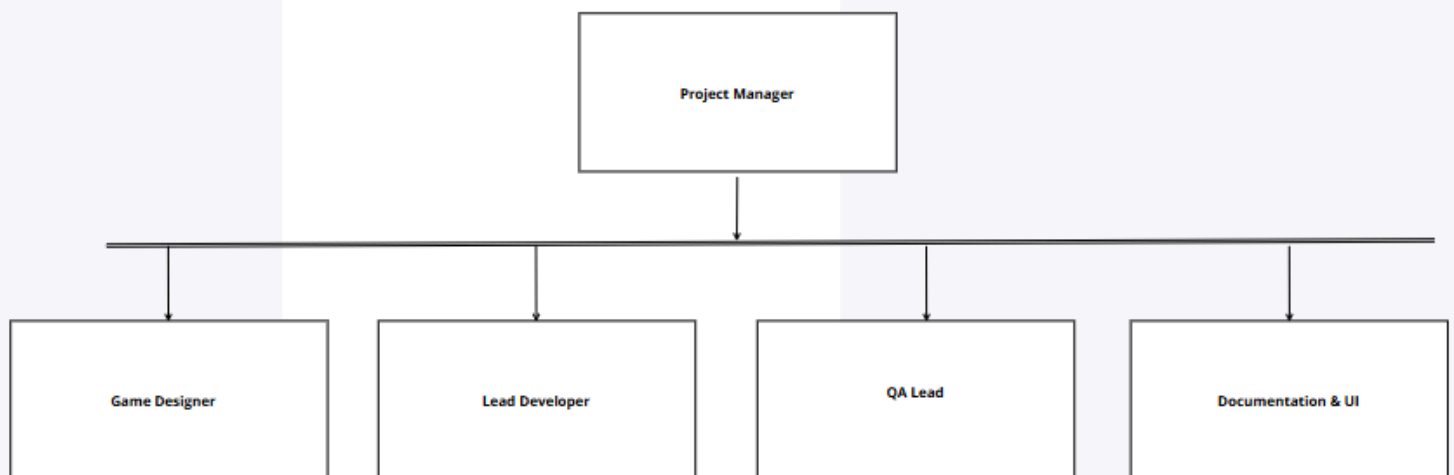 Project Manager
Game Designer
Lead Developer
QA Lead
Documentation & UI